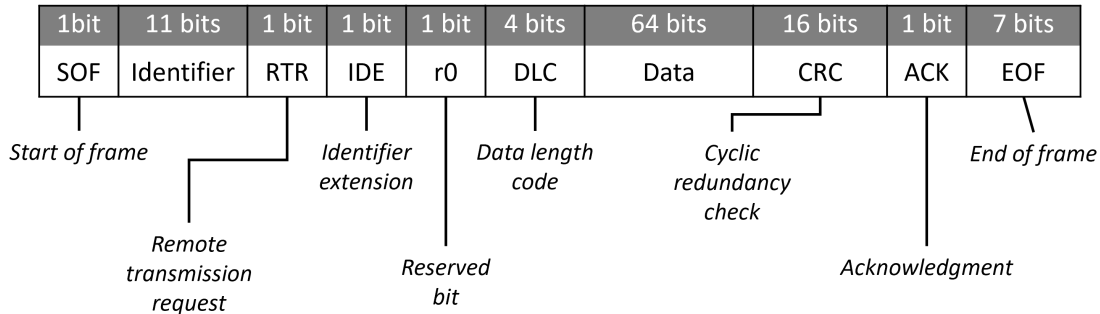 1bit 11 bits 1 bit 1 bit 1 bit 4 bits 64 bits 16 bits 1 bit 7 bits
SOF Identifier RTR IDE r0 DLC Data CRC ACK EOF
Start of frame
Identifier
extension
Data length
code
Cyclic
redundancy
check
End of frame
Remote
transmission
request
Reserved
bit
Acknowledgment